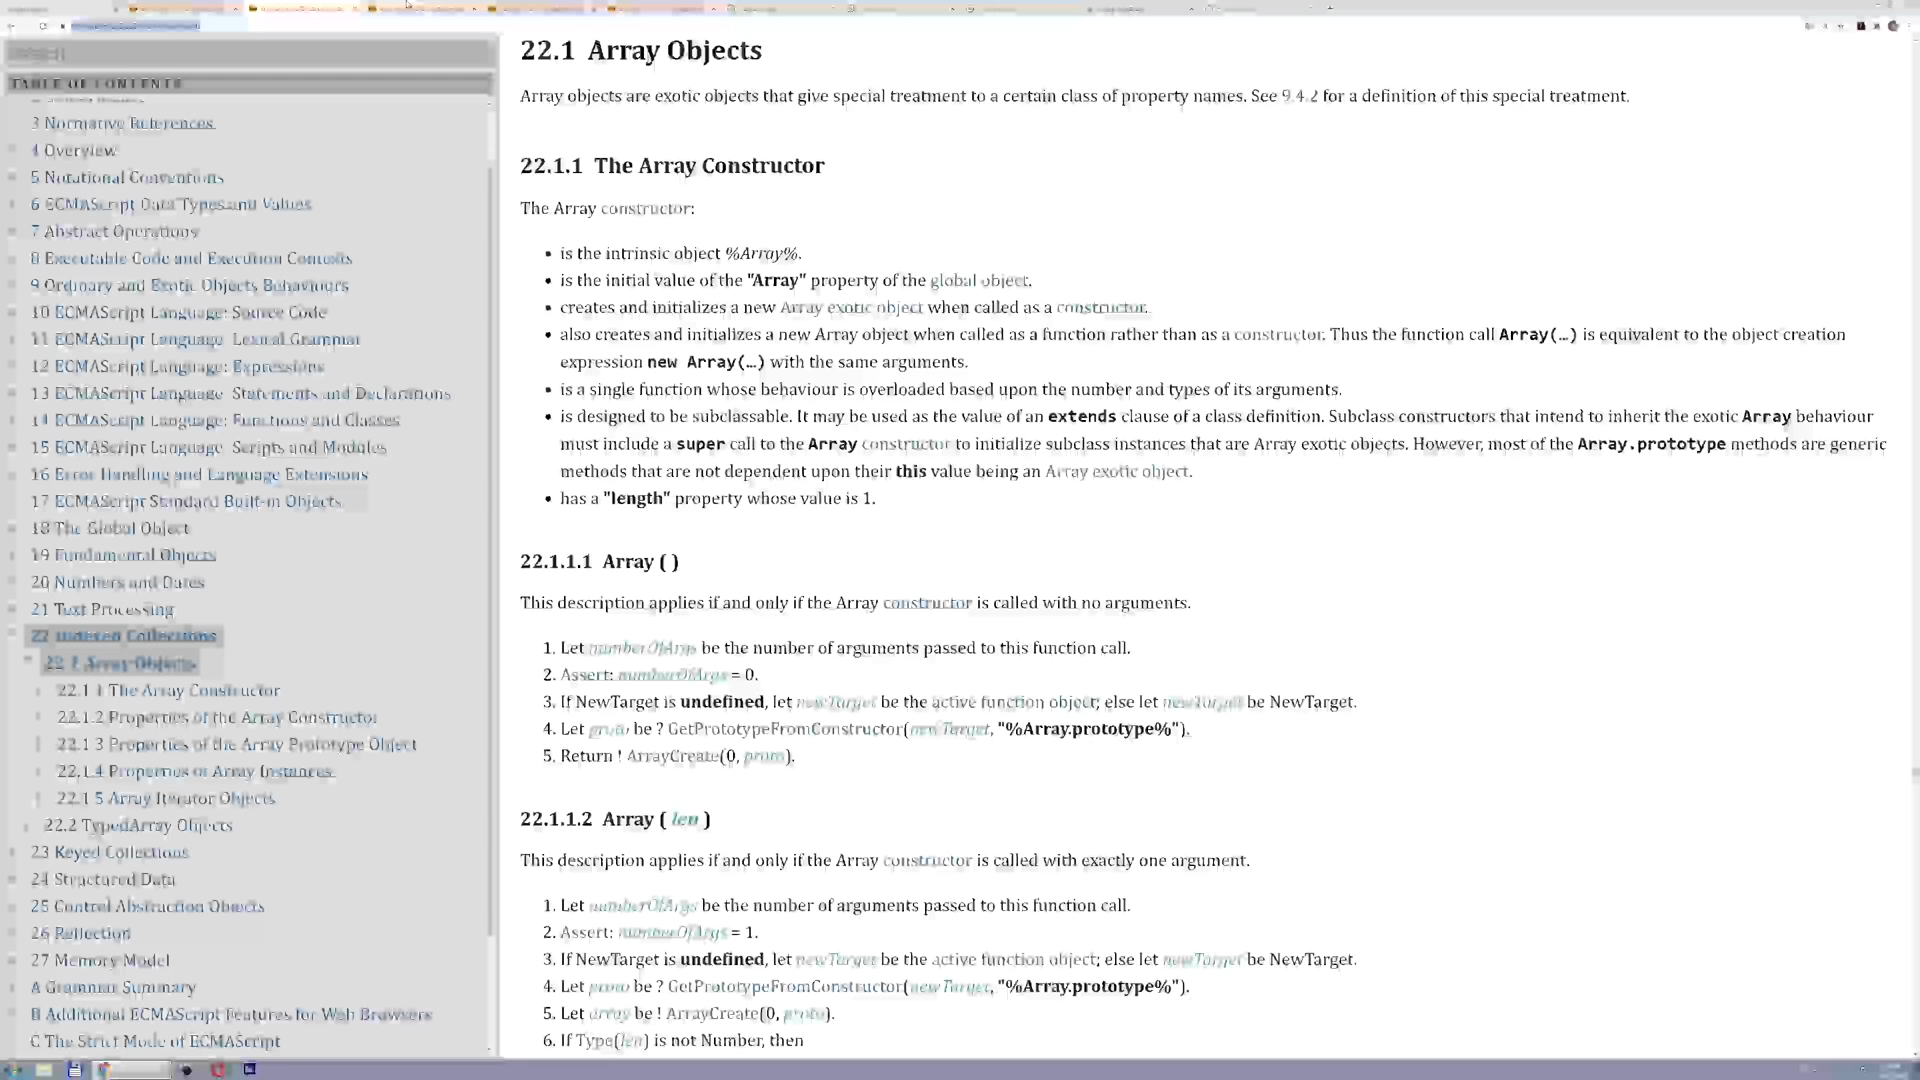 TABLE OF CONTENTS
3 Normative References
4 Overview
5 Notational Conventions
6 ECMAScript Data Types and Values
7 Abstract Operations
8 Executable Code and Execution Contexts
9 Ordinary and Exotic Objects Behaviours
10 ECMAScript Language: Source Code
11 ECMAScript Language: Lexical Grammar
12 ECMAScript Language: Expressions
13 ECMAScript Language: Statements and Declarations
14 ECMAScript Language: Functions and Classes
15 ECMAScript Language: Scripts and Modules
16 Error Handling and Language Extensions
17 ECMAScript Standard Built-in Objects
18 The Global Object
19 Fundamental Objects
20 Numbers and Dates
21 Text Processing
22 Indexed Collections
22.1 Array Objects
22.1.1 The Array Constructor
22.1.2 Properties of the Array Constructor
22.1.3 Properties of the Array Prototype Object
22.1.4 Properties of Array Instances
22.1.5 Array Iterator Objects
22.2 TypedArray Objects
23 Keyed Collections
24 Structured Data
25 Control Abstraction Objects
26 Reflection
27 Memory Model
A Grammar Summary
B Additional ECMAScript Features for Web Browsers
C The Strict Mode of ECMAScript
22.1 Array Objects
Array objects are exotic objects that give special treatment to a certain class of property names. See 9.4.2 for a definition of this special treatment.
22.1.1 The Array Constructor
The Array constructor:
• is the intrinsic object %Array%.
• is the initial value of the "Array" property of the global object.
• creates and initializes a new Array exotic object when called as a constructor.
• also creates and initializes a new Array object when called as a function rather than as a constructor. Thus the function call Array(…) is equivalent to the object creation
expression new Array(…) with the same arguments.
• is a single function whose behaviour is overloaded based upon the number and types of its arguments.
• is designed to be subclassable. It may be used as the value of an extends clause of a class definition. Subclass constructors that intend to inherit the exotic Array behaviour
must include a super call to the Array constructor to initialize subclass instances that are Array exotic objects. However, most of the Array.prototype methods are generic
methods that are not dependent upon their this value being an Array exotic object.
• has a "length" property whose value is 1.
22.1.1.1 Array ( )
This description applies if and only if the Array constructor is called with no arguments.
1. Let numberOfArgs be the number of arguments passed to this function call.
2. Assert: numberOfArgs = 0.
3. If NewTarget is undefined, let newTarget be the active function object; else let newTarget be NewTarget.
4. Let proto be ? GetPrototypeFromConstructor(newTarget, "%Array.prototype%").
5. Return ! ArrayCreate(0, proto).
22.1.1.2 Array ( len )
This description applies if and only if the Array constructor is called with exactly one argument.
1. Let numberOfArgs be the number of arguments passed to this function call.
2. Assert: numberOfArgs = 1.
3. If NewTarget is undefined, let newTarget be the active function object; else let newTarget be NewTarget.
4. Let proto be ? GetPrototypeFromConstructor(newTarget, "%Array.prototype%").
5. Let array be ! ArrayCreate(0, proto).
6. If Type(len) is not Number, then